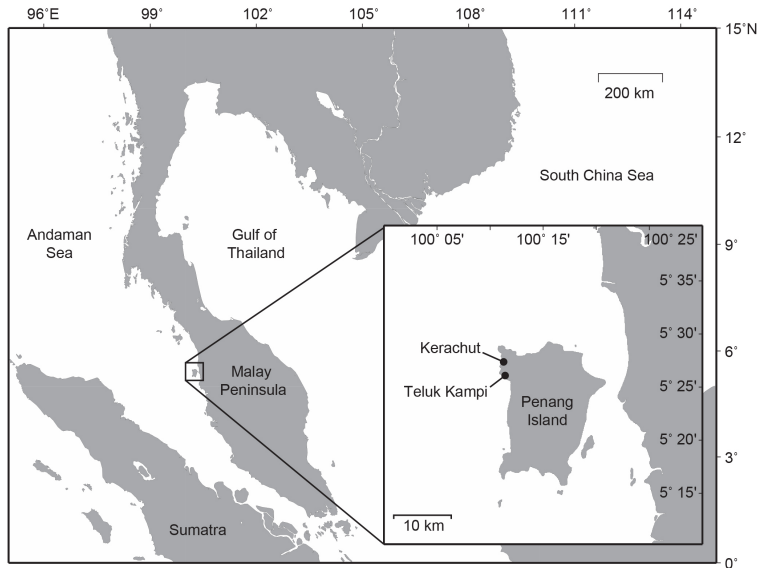 96˚E 99˚ 102˚ 105˚ 108˚ 111˚ 114˚
15˚N
200 km
12˚
South China Sea
Andaman
Sea
Gulf of
Thailand
9˚
100˚ 05' 100˚ 15' 100˚ 25'
5˚ 35'
5˚ 30'
6˚
Kerachut
Malay
Peninsula
5˚ 25'
Teluk Kampi
Penang
Island
5˚ 20'
3˚
5˚ 15'
10 km
Sumatra
0˚